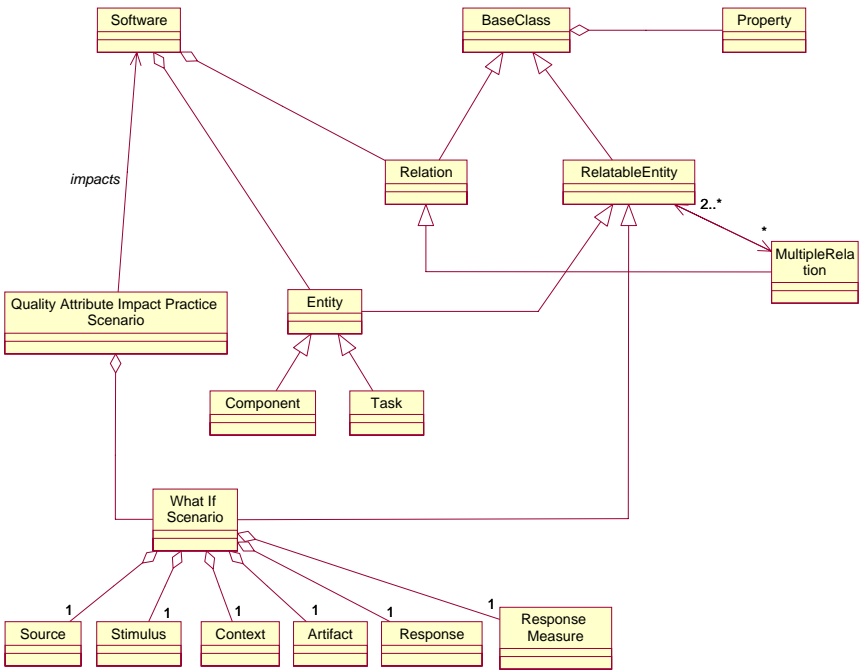 Software
BaseClass
Property
impacts
Relation
RelatableEntity
2..*
*
MultipleRela
tion
Quality Attribute Impact Practice
Scenario
Entity
Component
Task
What If
Scenario
1
1
1
1
1
1
Source
Stimulus
Context
Artifact
Response
Response
Measure